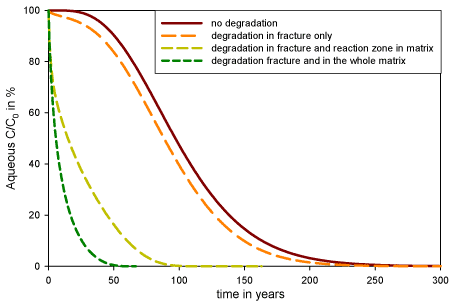 100
80
60
40
20
0
Aqueous C/C0 in %
no degradation
degradation in fracture only
degradation in fracture and reaction zone in matrix
degradation fracture and in the whole matrix
0 50 100 150 200 250 300
time in years